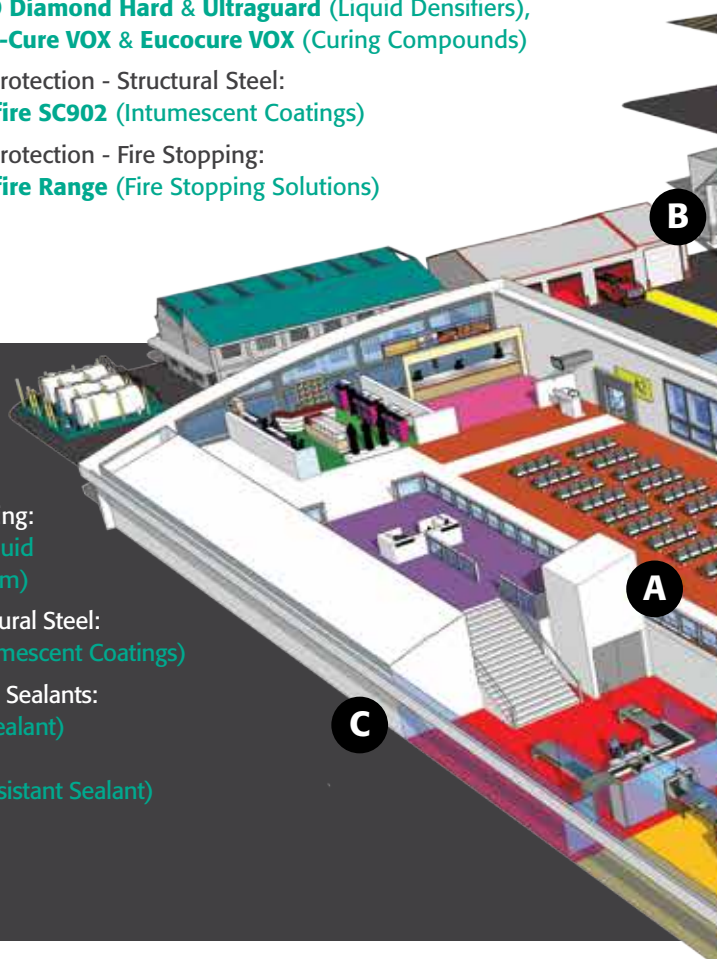 Diamond Hard & Ultraguard (Liquid Densifiers),
-Cure VOX & Eucocure VOX (Curing Compounds)
rotection - Structural Steel:
fire SC902 (Intumescent Coatings)
rotection - Fire Stopping:
fire Range (Fire Stopping Solutions)
B
ing:
uid
m)
A
ural Steel:
mescent Coatings)
Sealants:
ealant)
C
sistant Sealant)